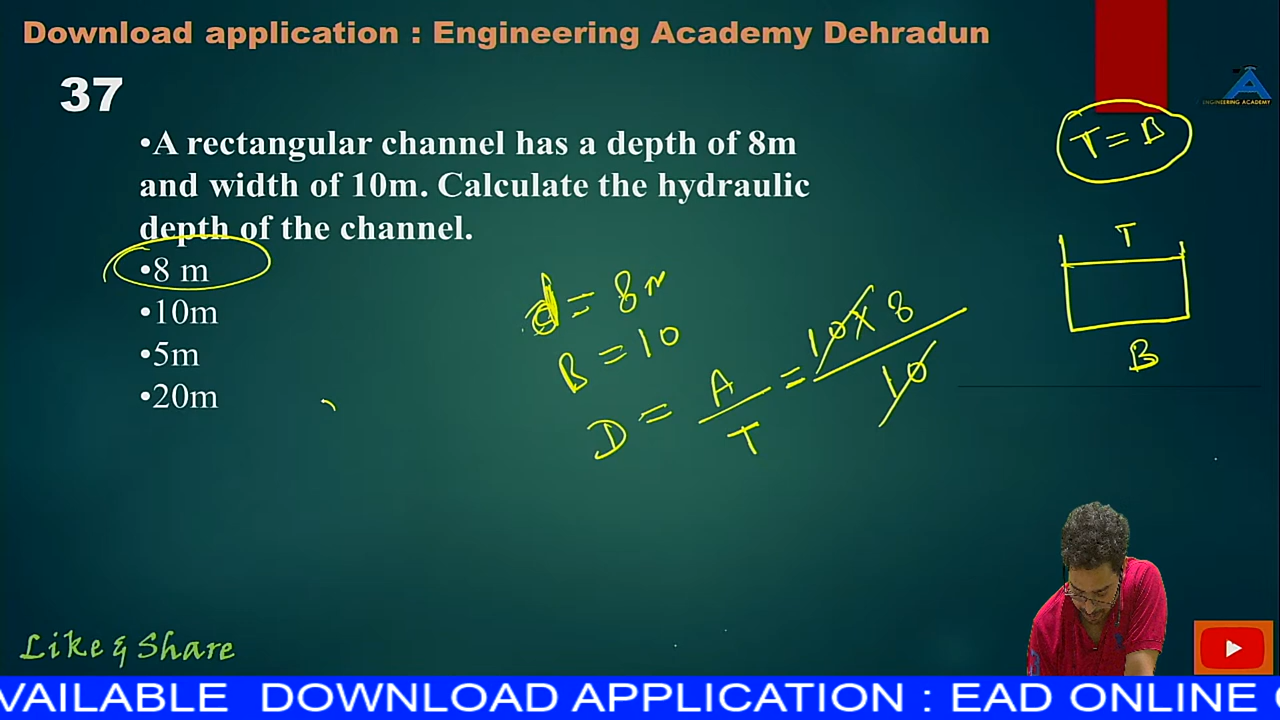 Download application : Engineering Academy Dehradun
37
ENGINEERING ACADEMY
T = B
•A rectangular channel has a depth of 8m
and width of 10m. Calculate the hydraulic
depth of the channel.
•8 m
•10m
•5m
•20m
T
B
d = 8m
B = 10
D = A/T = 10 x 8 / 10
Like & Share
VAILABLE DOWNLOAD APPLICATION : EAD ONLINE